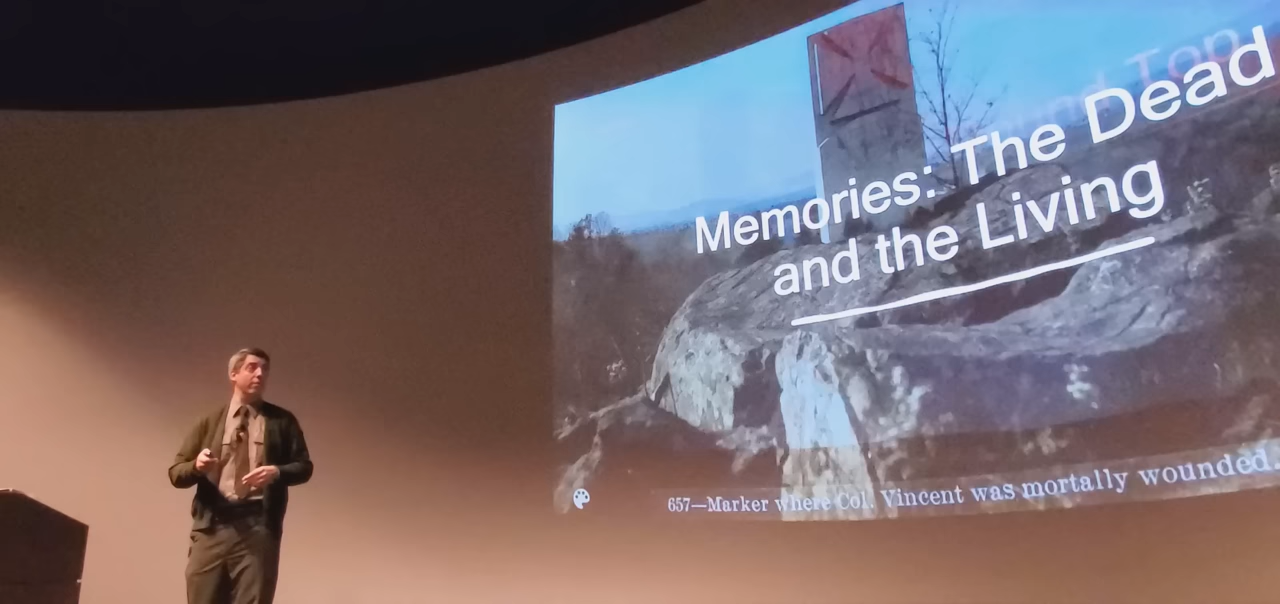 Memories: The Dead
and the Living
657—Marker where Col. Vincent was mortally wounded.